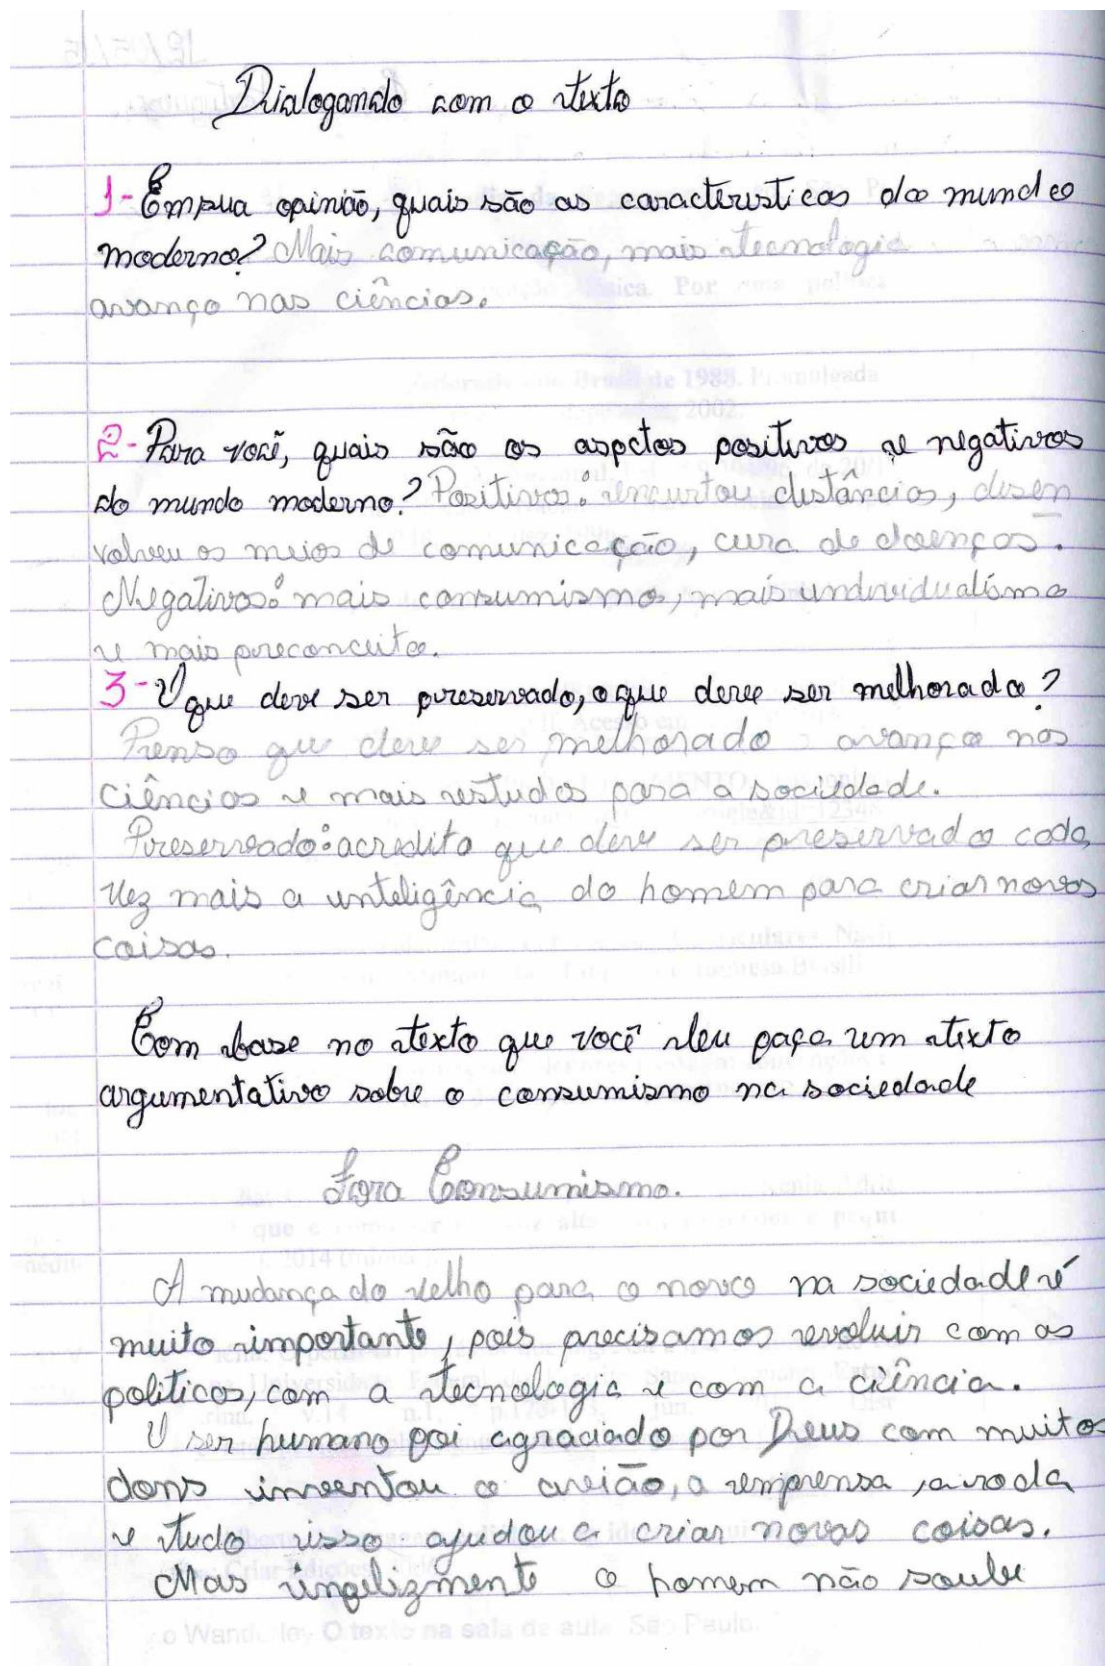 Dialogando com o texto
1- Em sua opinião, quais são as características do mundo
moderno? Mais comunicação, mais tecnologia
avanço nas ciências.
2- Para você, quais são os aspctos positivos e negativos
do mundo moderno? Positivos: encurtou distâncias, desen
volveu os meios de comunicação, cura de doenças.
Negativos: mais consumismo, mais individualismo
e mais preconceito.
3- O que deve ser preservado, o que deve ser melhorado?
Penso que deve ser melhorado: avanço nas
ciências e mais estudos para a sociedade.
Preservado: acredito que deve ser preservado cada
vez mais a inteligência do homem para criar novas
coisas.
Com base no texto que você leu faça um texto
argumentativo sobre o consumismo na sociedade
Fora Consumismo.
A mudança do velho para o novo na sociedade é
muito importante, pois precisamos evoluir com os
politicos, com a tecnologia e com a ciência.
O ser humano foi agraciado por Deus com muitos
dons inventou o avião, a emprensa, a roda
e tudo isso ajudou a criar novas coisas.
Mas infelizmente o homem não soube